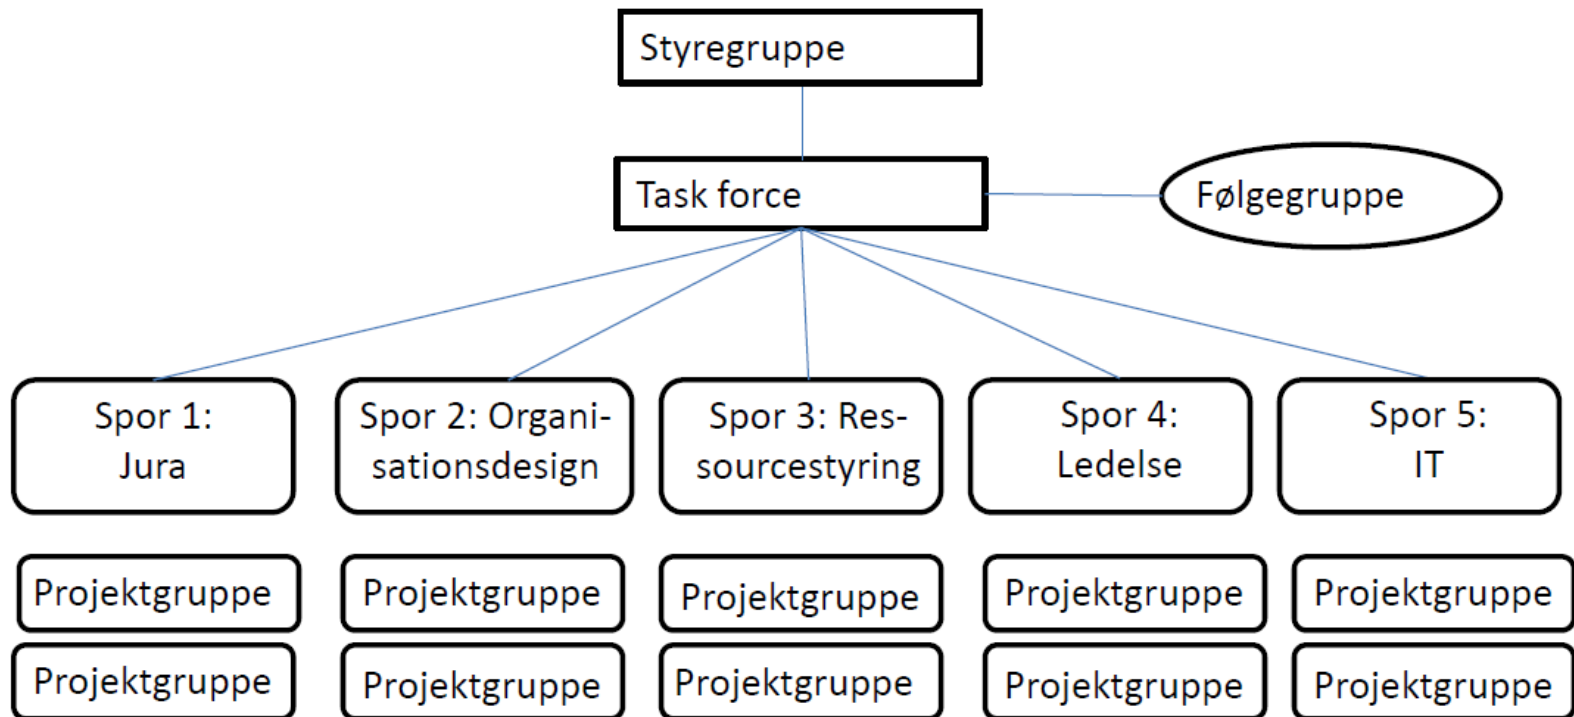 Styregruppe
Task force
Følgegruppe
Spor 1:
Jura
Spor 2: Organi-
sationsdesign
Spor 3: Res-
sourcestyring
Spor 4:
Ledelse
Spor 5:
IT
Projektgruppe
Projektgruppe
Projektgruppe
Projektgruppe
Projektgruppe
Projektgruppe
Projektgruppe
Projektgruppe
Projektgruppe
Projektgruppe